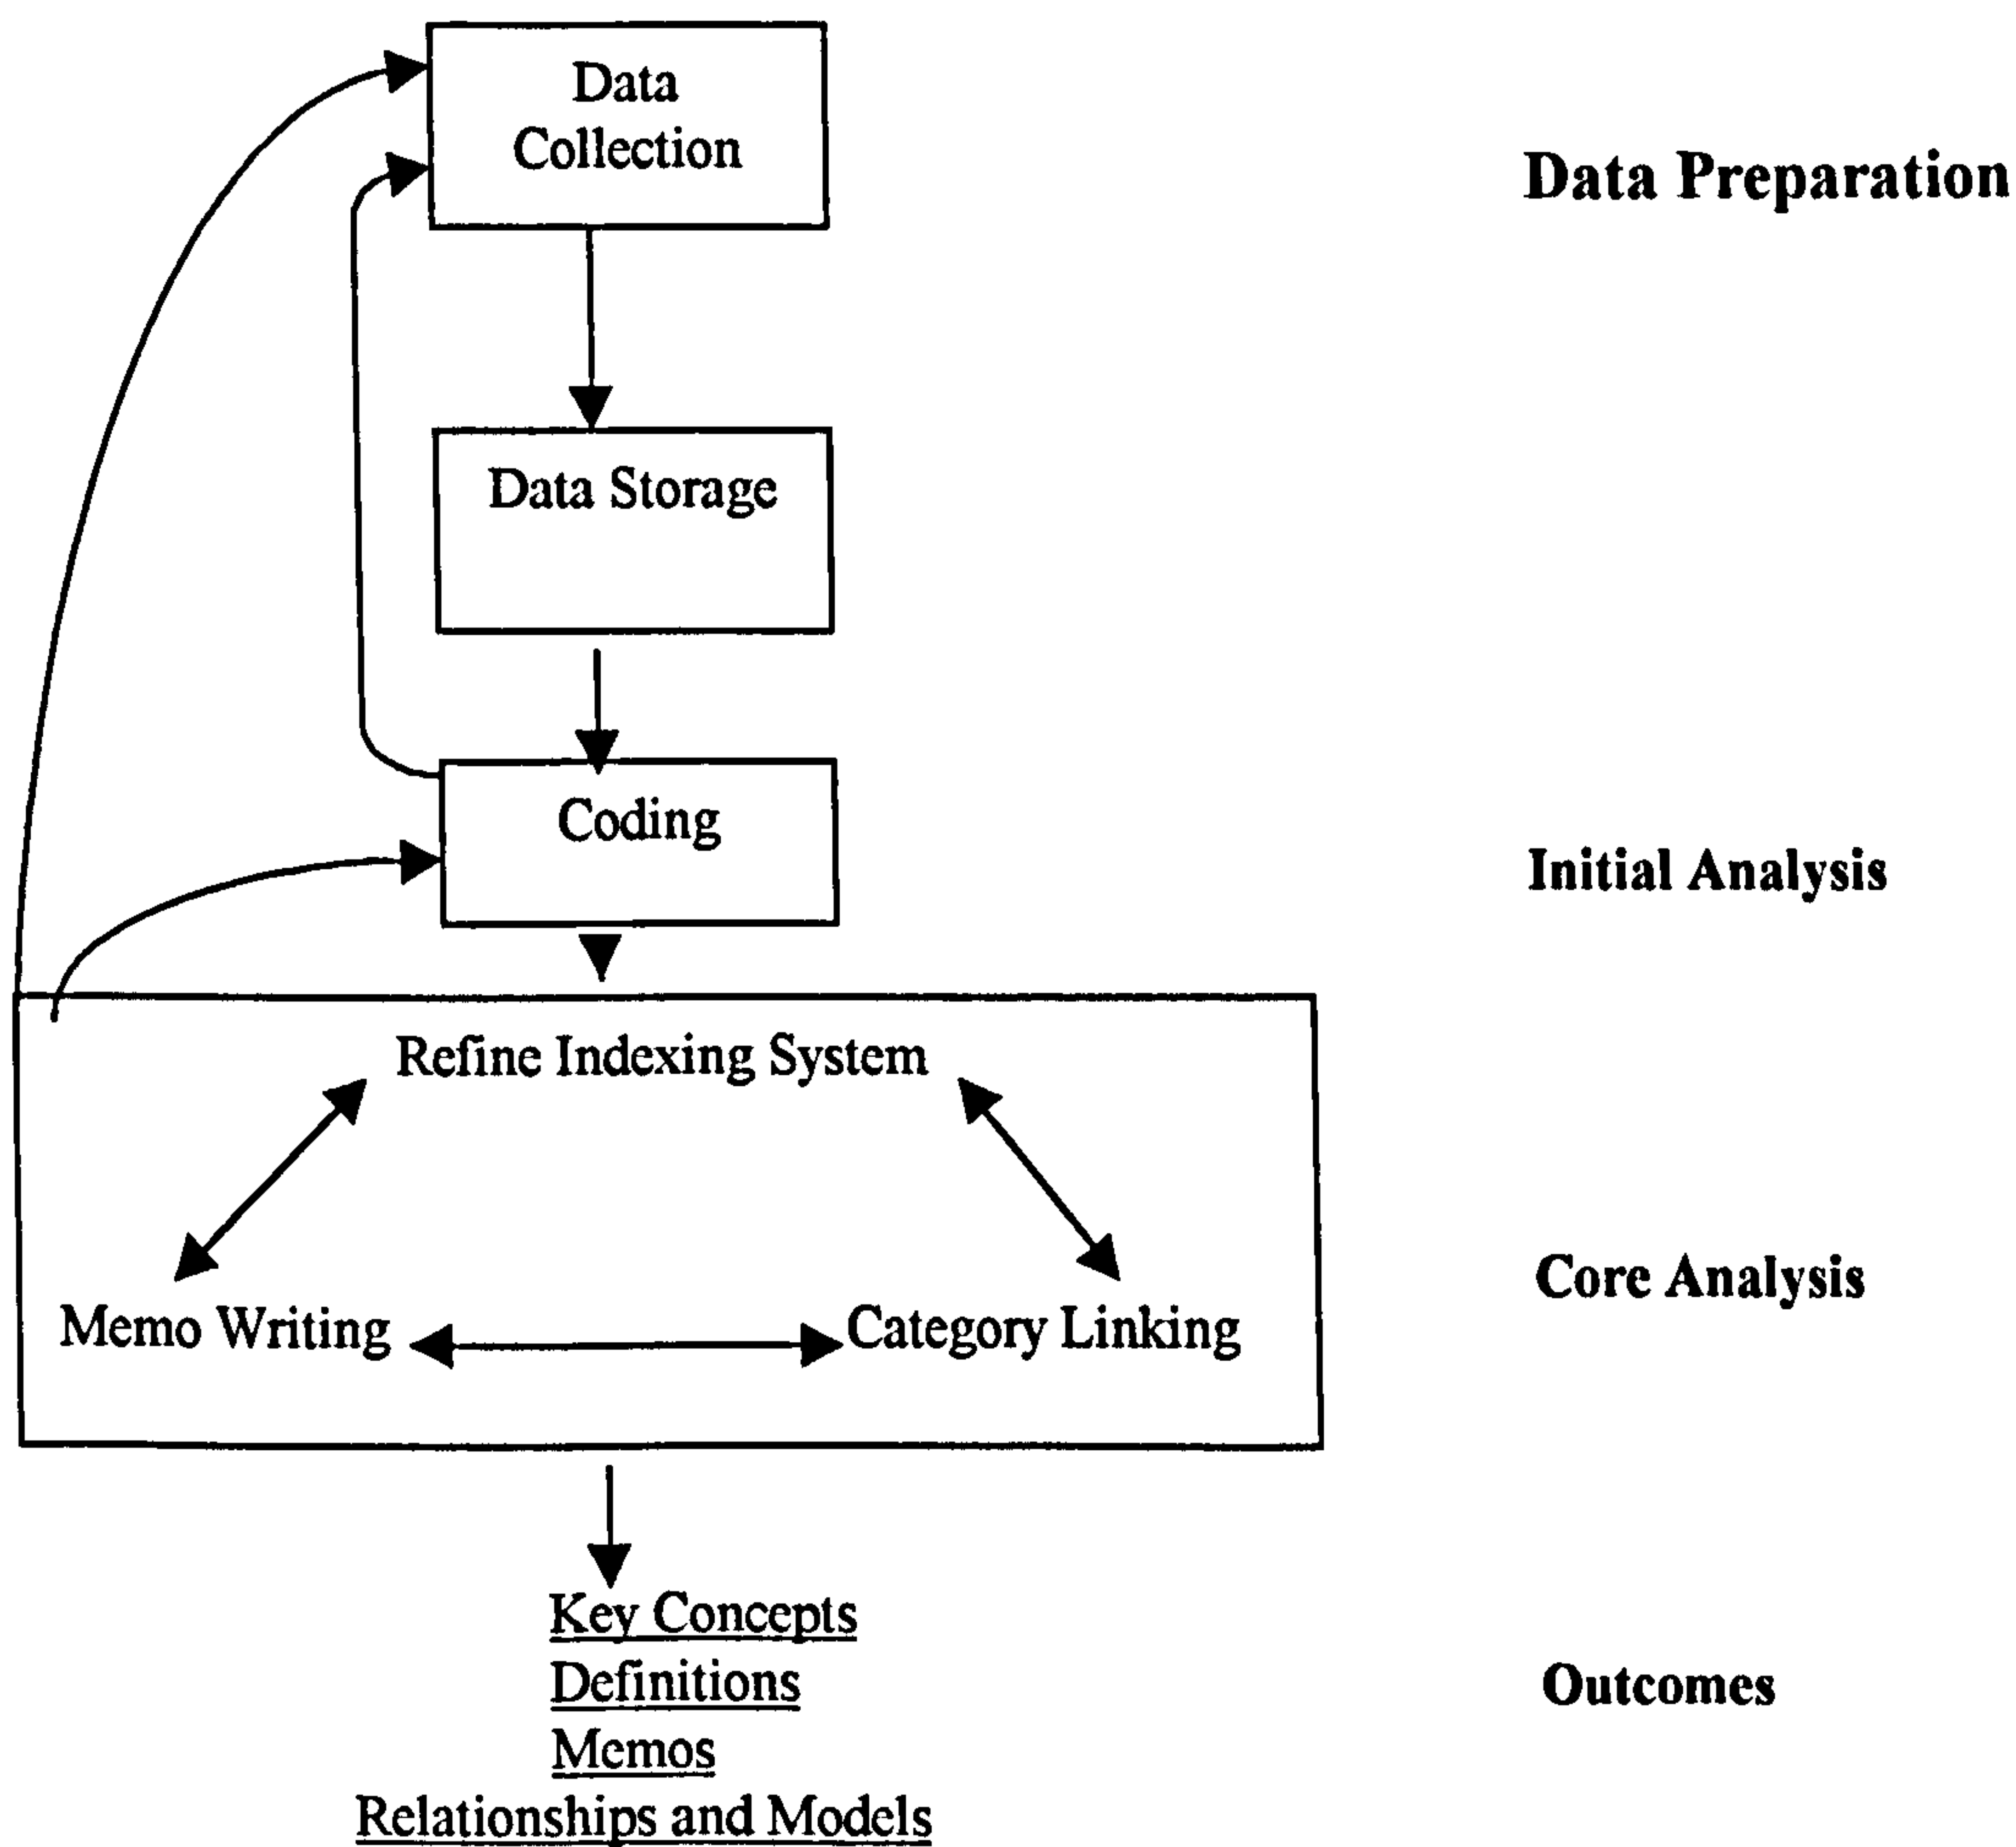 Data
Collection
Data Preparation
Data Storage
Coding
Initial Analysis
Refine Indexing System
Core Analysis
Memo Writing
Category Linking
Key Concepts
Definitions
Outcomes
Memos
Relationships and Models